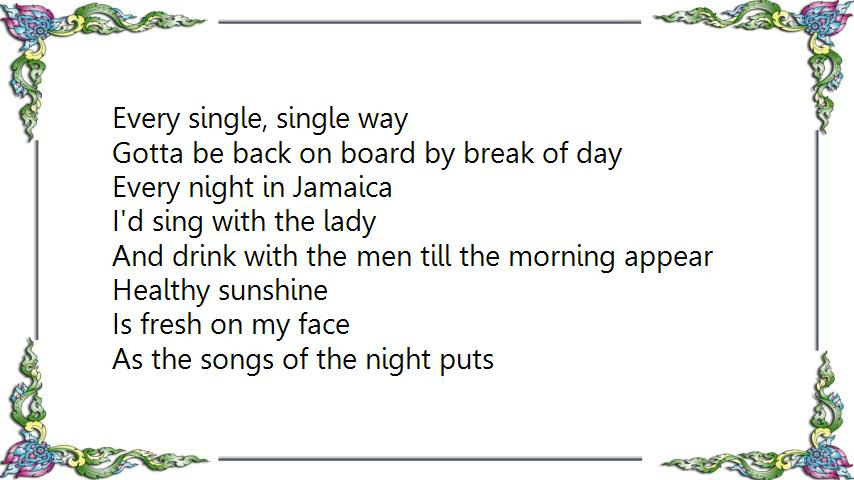 Every single, single way
Gotta be back on board by break of day
Every night in Jamaica
I'd sing with the lady
And drink with the men till the morning appear
Healthy sunshine
Is fresh on my face
As the songs of the night puts